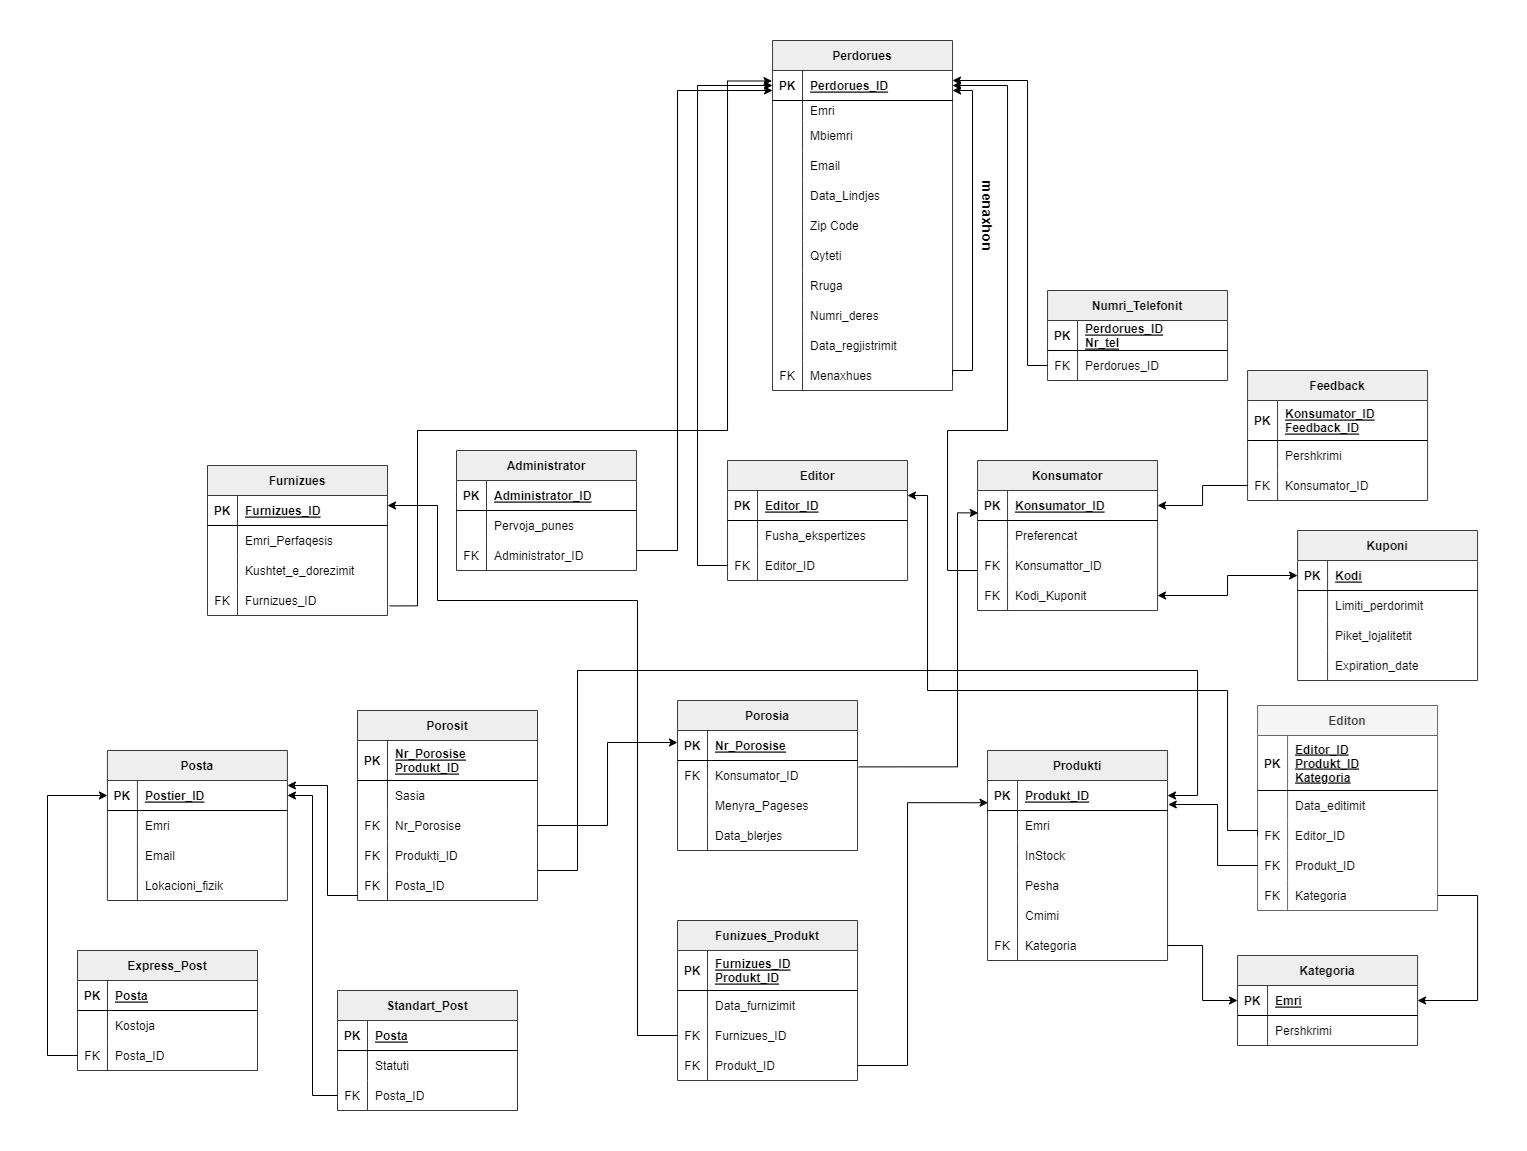 Perdorues
PK Perdorues_ID
Emri
Mbiemri
Email
Data_Lindjes
Zip Code
Qyteti
Rruga
Numri_deres
Data_regjistrimit
FK Menaxhues
menaxhon
Numri_Telefonit
PK Perdorues_ID
Nr_tel
FK Perdorues_ID
Feedback
PK Konsumator_ID
Feedback_ID
Pershkrimi
FK Konsumator_ID
Furnizues
PK Furnizues_ID
Emri_Perfaqesis
Kushtet_e_dorezimit
FK Furnizues_ID
Administrator
PK Administrator_ID
Pervoja_punes
FK Administrator_ID
Editor
PK Editor_ID
Fusha_ekspertizes
FK Editor_ID
Konsumator
PK Konsumator_ID
Preferencat
FK Konsumattor_ID
FK Kodi_Kuponit
Kuponi
PK Kodi
Limiti_perdorimit
Piket_lojalitetit
Expiration_date
Posta
PK Postier_ID
Emri
Email
Lokacioni_fizik
Porosit
PK Nr_Porosise
Produkt_ID
Sasia
FK Nr_Porosise
FK Produkti_ID
FK Posta_ID
Porosia
PK Nr_Porosise
FK Konsumator_ID
Menyra_Pageses
Data_blerjes
Produkti
PK Produkt_ID
Emri
InStock
Pesha
Cmimi
FK Kategoria
Editon
PK Editor_ID
Produkt_ID
Kategoria
Data_editimit
FK Editor_ID
FK Produkt_ID
FK Kategoria
Express_Post
PK Posta
Kostoja
FK Posta_ID
Standart_Post
PK Posta
Statuti
FK Posta_ID
Funizues_Produkt
PK Furnizues_ID
Produkt_ID
Data_furnizimit
FK Furnizues_ID
FK Produkt_ID
Kategoria
PK Emri
Pershkrimi